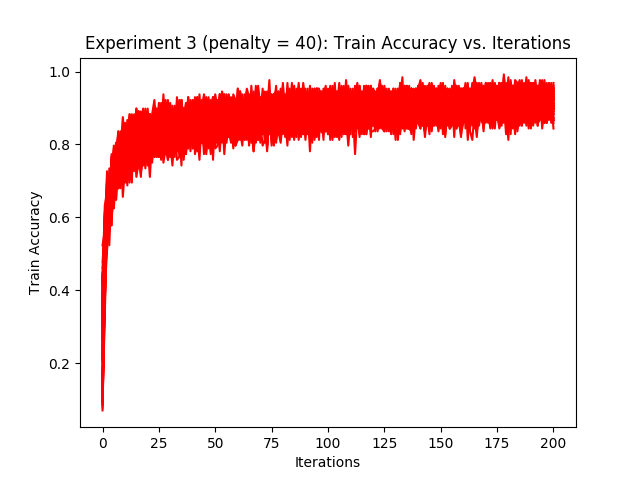 Experiment 3 (penalty = 40): Train Accuracy vs. Iterations
1.0
0.8
0.6
0.4
0.2
Train Accuracy
0 25 50 75 100 125 150 175 200
Iterations